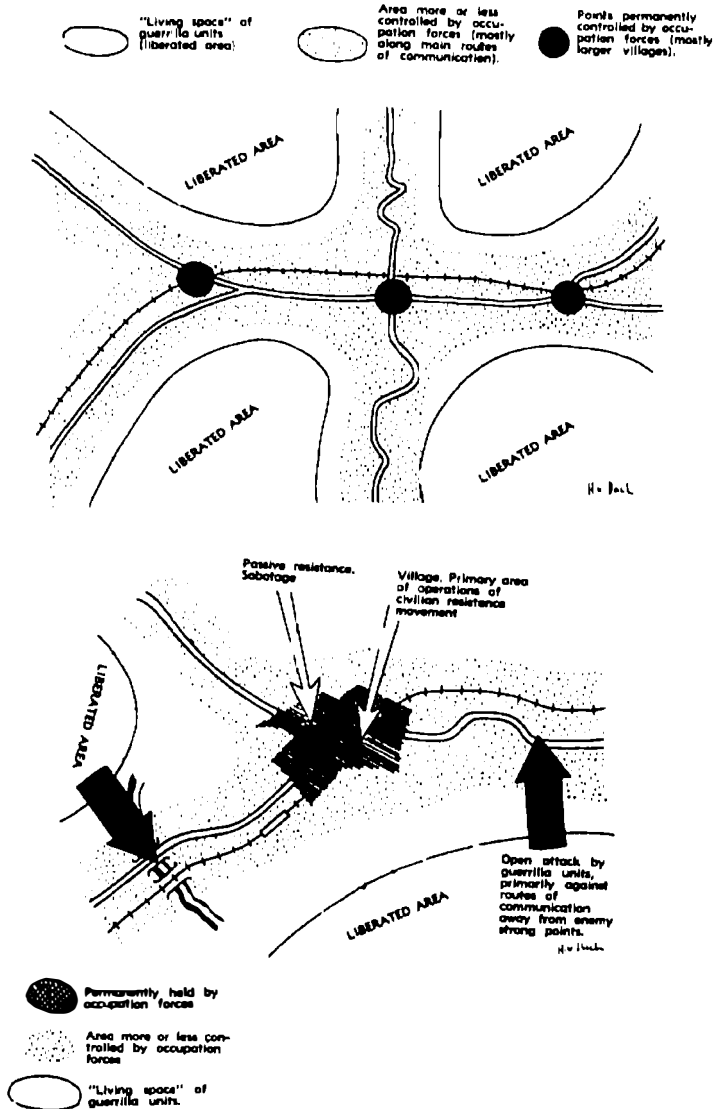 "Living space" of
guerrilla units
(liberated area)
Area more or less
controlled by occu-
pation forces (mostly
along main routes
of communication).
Points permanently
controlled by occu-
pation forces (mostly
larger villages).
LIBERATED AREA
LIBERATED AREA
LIBERATED AREA
LIBERATED AREA
H v Dach
Passive resistance.
Sabotage
Village. Primary area
of operations of
civilian resistence
movement
LIBERATED AREA
Open attack by
guerrilla units,
primarily against
routes of
communication
away from enemy
strong points.
LIBERATED AREA
H v Dach
Permanently held by
occupation forces
Area more or less con-
trolled by occupation
forces
"Living space" of
guerrilla units.